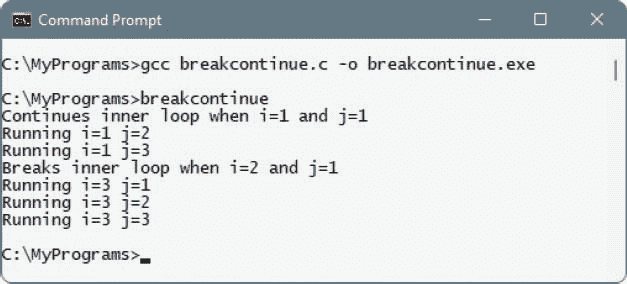 Command Prompt
C:\MyPrograms>gcc breakcontinue.c -o breakcontinue.exe
C:\MyPrograms>breakcontinue
Continues inner loop when i=1 and j=1
Running i=1 j=2
Running i=1 j=3
Breaks inner loop when i=2 and j=1
Running i=3 j=1
Running i=3 j=2
Running i=3 j=3
C:\MyPrograms>_